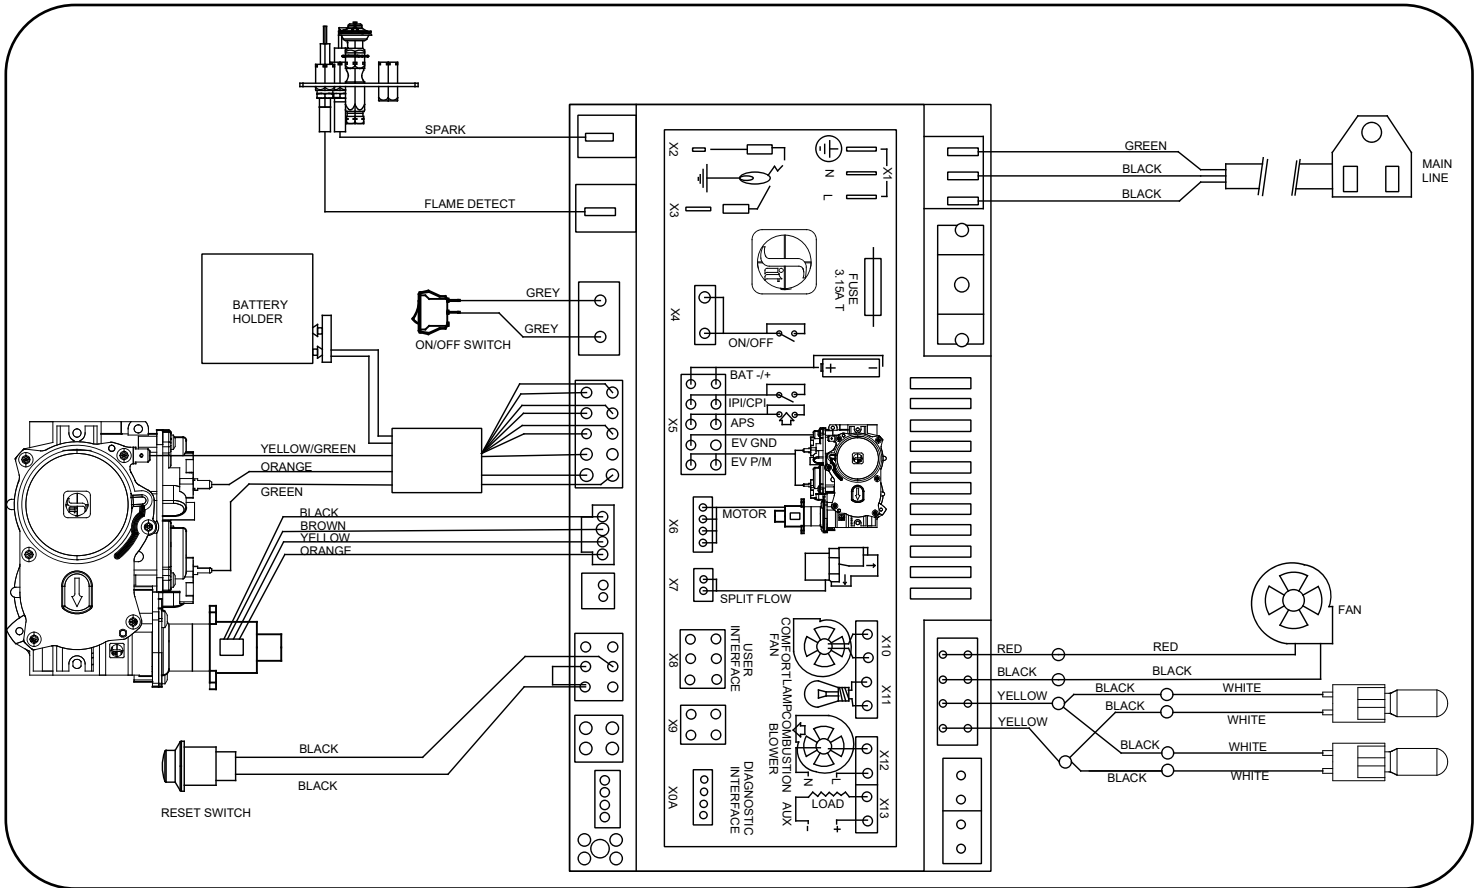 SPARK
FLAME DETECT
BATTERY
HOLDER
GREY
GREY
ON/OFF SWITCH
YELLOW/GREEN
ORANGE
GREEN
BLACK
BROWN
YELLOW
ORANGE
BLACK
BLACK
RESET SWITCH
X2
X3
X1
N
L
FUSE
3.15A T
X4
ON/OFF
X5
BAT -/+
+ −
IPI/CPI
APS
EV GND
EV P/M
X6
MOTOR
X7
SPLIT FLOW
X8
USER
INTERFACE
X9
X0A
DIAGNOSTIC
INTERFACE
COMFORT
FAN
X10
LAMP
X11
COMBUSTION
BLOWER
X12
N L
AUX
LOAD
X13
- +
GREEN
BLACK
BLACK
MAIN
LINE
FAN
RED RED
BLACK BLACK
YELLOW BLACK WHITE
YELLOW BLACK WHITE
BLACK WHITE
BLACK WHITE